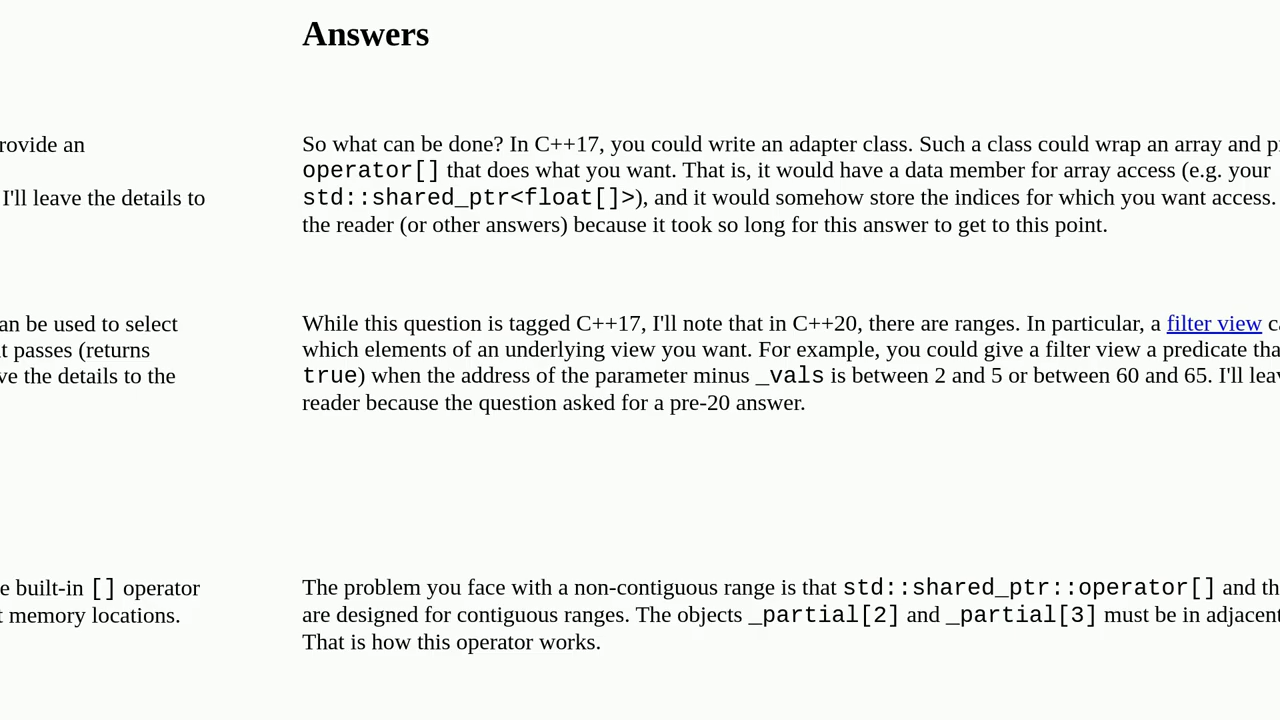 Answers
rovide an
I'll leave the details to
So what can be done? In C++17, you could write an adapter class. Such a class could wrap an array and p
operator[] that does what you want. That is, it would have a data member for array access (e.g. your
std::shared_ptr<float[]>), and it would somehow store the indices for which you want access.
the reader (or other answers) because it took so long for this answer to get to this point.
an be used to select
t passes (returns
ve the details to the
While this question is tagged C++17, I'll note that in C++20, there are ranges. In particular, a filter view ca
which elements of an underlying view you want. For example, you could give a filter view a predicate tha
true) when the address of the parameter minus _vals is between 2 and 5 or between 60 and 65. I'll leav
reader because the question asked for a pre-20 answer.
e built-in [] operator
t memory locations.
The problem you face with a non-contiguous range is that std::shared_ptr::operator[] and th
are designed for contiguous ranges. The objects _partial[2] and _partial[3] must be in adjacent
That is how this operator works.